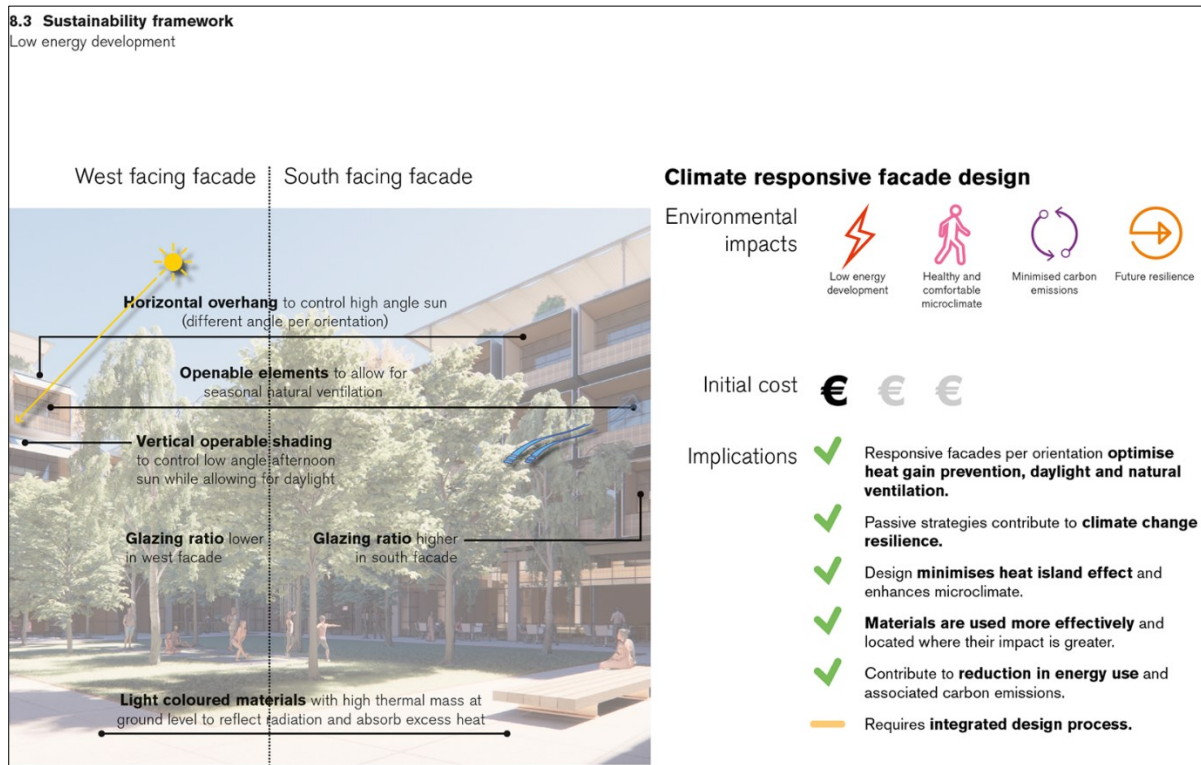 8.3 Sustainability framework
Low energy development
West facing facade
South facing facade
Horizontal overhang to control high angle sun
(different angle per orientation)
Openable elements to allow for
seasonal natural ventilation
Vertical operable shading
to control low angle afternoon
sun while allowing for daylight
Glazing ratio lower
in west facade
Glazing ratio higher
in south facade
Light coloured materials with high thermal mass at
ground level to reflect radiation and absorb excess heat
Climate responsive facade design
Environmental
impacts
Low energy
development
Healthy and
comfortable
microclimate
Minimised carbon
emissions
Future resilience
Initial cost
€ € €
Implications
Responsive facades per orientation optimise
heat gain prevention, daylight and natural
ventilation.
Passive strategies contribute to climate change
resilience.
Design minimises heat island effect and
enhances microclimate.
Materials are used more effectively and
located where their impact is greater.
Contribute to reduction in energy use and
associated carbon emissions.
Requires integrated design process.